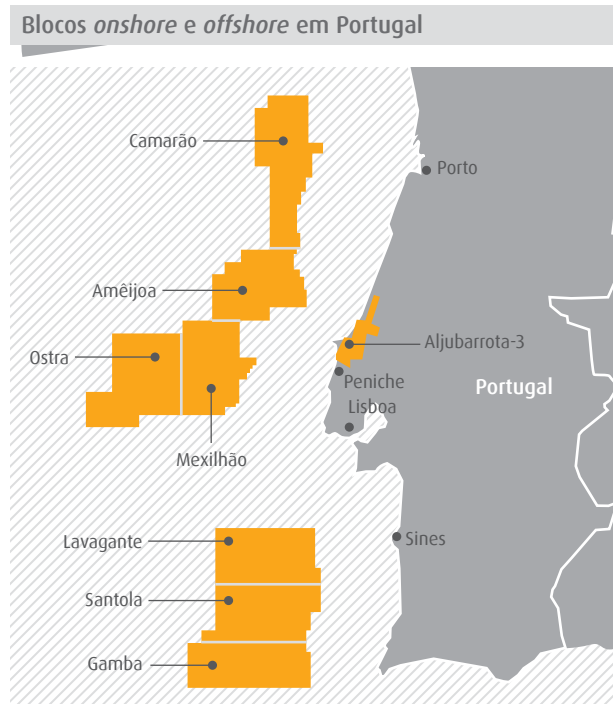 Blocos onshore e offshore em Portugal
Camarão
Porto
Amêijoa
Aljubarrota-3
Ostra
Peniche
Portugal
Lisboa
Mexilhão
Sines
Lavagante
Santola
Gamba